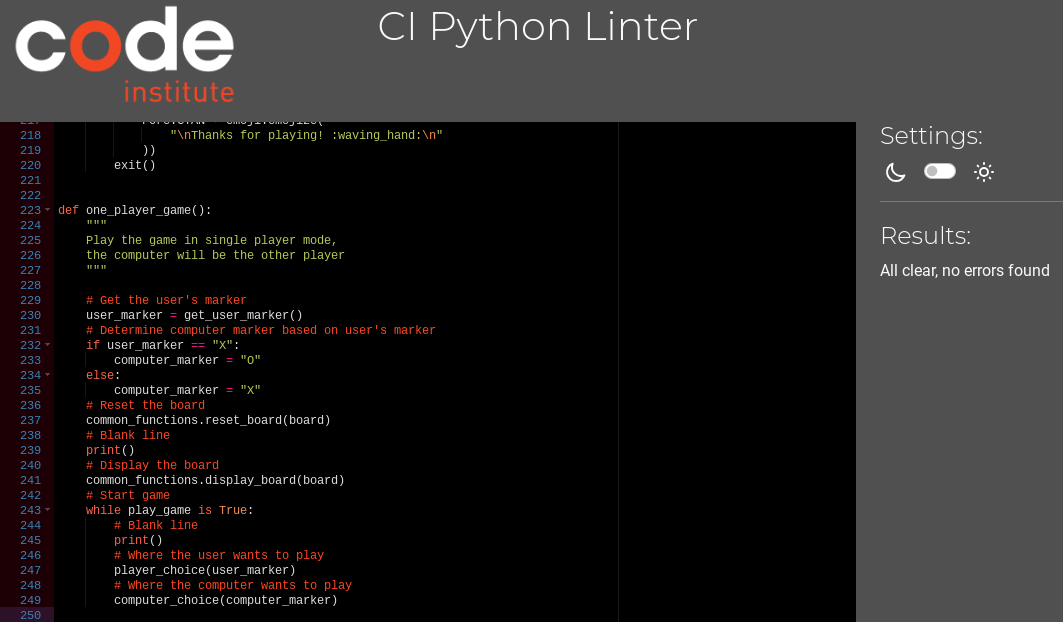 code
institute
CI Python Linter
218 "\nThanks for playing! :waving_hand:\n"
219 ))
220 exit()
221
222
223 def one_player_game():
224 """
225 Play the game in single player mode,
226 the computer will be the other player
227 """
228
229 # Get the user's marker
230 user_marker = get_user_marker()
231 # Determine computer marker based on user's marker
232 if user_marker == "X":
233 computer_marker = "O"
234 else:
235 computer_marker = "X"
236 # Reset the board
237 common_functions.reset_board(board)
238 # Blank line
239 print()
240 # Display the board
241 common_functions.display_board(board)
242 # Start game
243 while play_game is True:
244 # Blank line
245 print()
246 # Where the user wants to play
247 player_choice(user_marker)
248 # Where the computer wants to play
249 computer_choice(computer_marker)
250
Settings:
Results:
All clear, no errors found